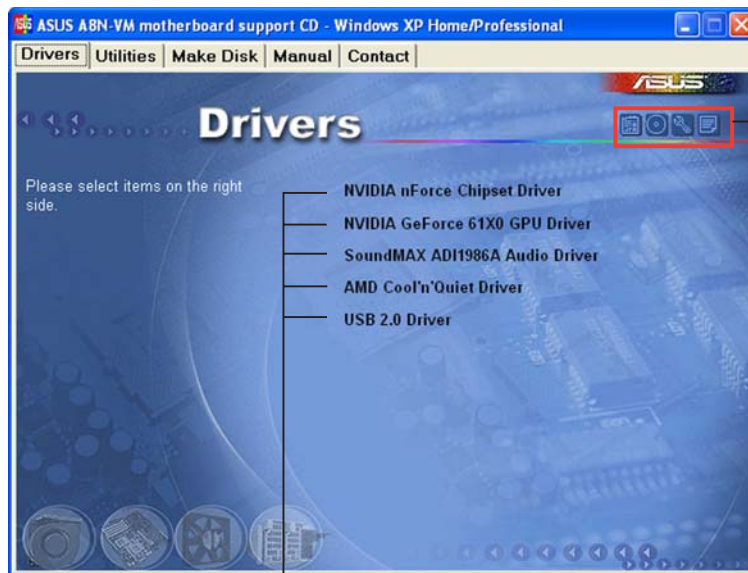 ASUS A8N-VM motherboard support CD - Windows XP Home/Professional
Drivers Utilities Make Disk Manual Contact
ASUS
Drivers
Please select items on the right
side.
NVIDIA nForce Chipset Driver
NVIDIA GeForce 61X0 GPU Driver
SoundMAX ADI1986A Audio Driver
AMD Cool'n'Quiet Driver
USB 2.0 Driver